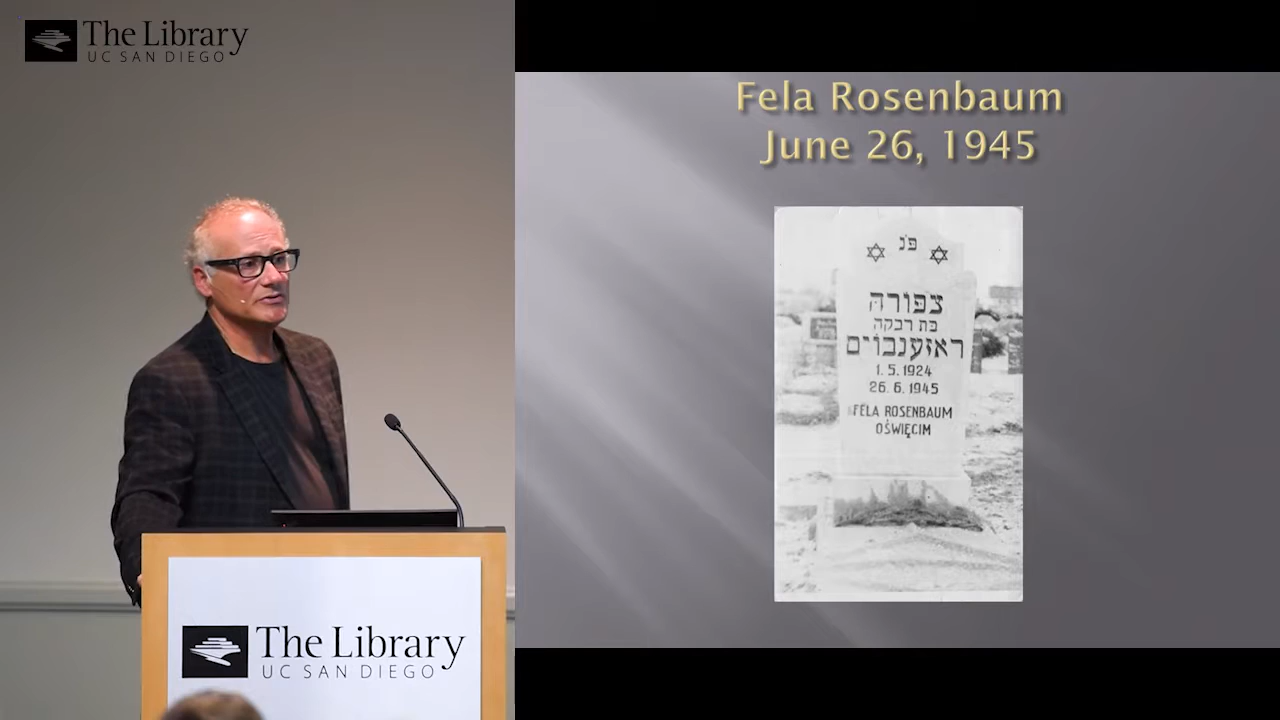 The Library
UC SAN DIEGO
Fela Rosenbaum
June 26, 1945
פ״נ
צפורה
בת רבקה
ראזענבוים
1. 5. 1924
26. 6. 1945
FELA ROSENBAUM
OŚWIĘCIM
The Library
UC SAN DIEGO